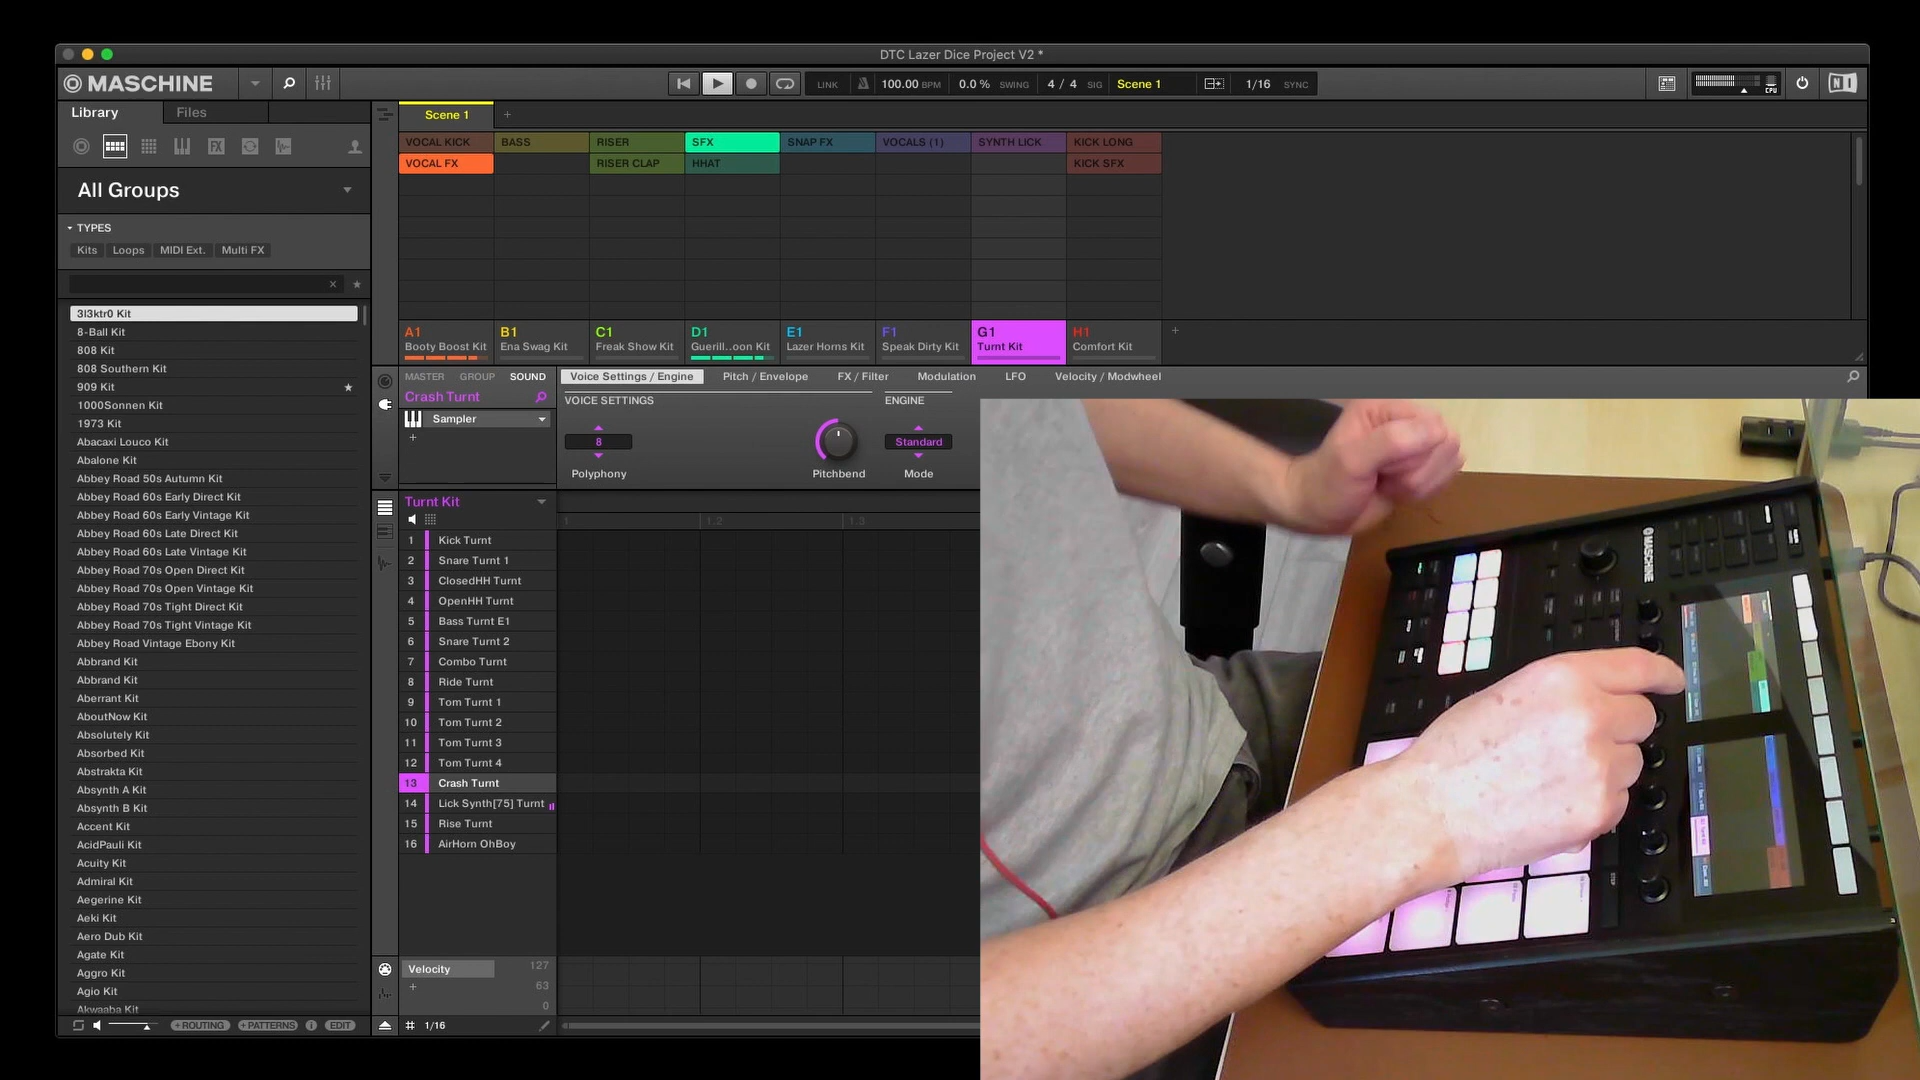 DTC Lazer Dice Project V2 *
MASCHINE
LINK
100.00 BPM
0.0 % SWING
4 / 4 SIG
Scene 1
1/16 SYNC
CPU
NI
Library
Files
Scene 1
+
VOCAL KICK
BASS
RISER
SFX
SNAP FX
VOCALS (1)
SYNTH LICK
KICK LONG
VOCAL FX
RISER CLAP
HHAT
KICK SFX
FX
All Groups
TYPES
Kits
Loops
MIDI Ext.
Multi FX
A1
Booty Boost Kit
B1
Ena Swag Kit
C1
Freak Show Kit
D1
Guerill..oon Kit
E1
Lazer Horns Kit
F1
Speak Dirty Kit
G1
Turnt Kit
H1
Comfort Kit
+
3l3ktr0 Kit
8-Ball Kit
808 Kit
808 Southern Kit
909 Kit
1000Sonnen Kit
1973 Kit
Abacaxi Louco Kit
Abalone Kit
Abbey Road 50s Autumn Kit
Abbey Road 60s Early Direct Kit
Abbey Road 60s Early Vintage Kit
Abbey Road 60s Late Direct Kit
Abbey Road 60s Late Vintage Kit
Abbey Road 70s Open Direct Kit
Abbey Road 70s Open Vintage Kit
Abbey Road 70s Tight Direct Kit
Abbey Road 70s Tight Vintage Kit
Abbey Road Vintage Ebony Kit
Abbrand Kit
Abbrand Kit
Aberrant Kit
AboutNow Kit
Absolutely Kit
Absorbed Kit
Abstrakta Kit
Absynth A Kit
Absynth B Kit
Accent Kit
AcidPauli Kit
Acuity Kit
Admiral Kit
Aegerine Kit
Aeki Kit
Aero Dub Kit
Agate Kit
Aggro Kit
Agio Kit
Akwaaba Kit
+ROUTING
+PATTERNS
EDIT
MASTER
GROUP
SOUND
Crash Turnt
Sampler
+
Voice Settings / Engine
Pitch / Envelope
FX / Filter
Modulation
LFO
Velocity / Modwheel
VOICE SETTINGS
ENGINE
8
Polyphony
Pitchbend
Standard
Mode
Turnt Kit
1
1.2
1.3
1 Kick Turnt
2 Snare Turnt 1
3 ClosedHH Turnt
4 OpenHH Turnt
5 Bass Turnt E1
6 Snare Turnt 2
7 Combo Turnt
8 Ride Turnt
9 Tom Turnt 1
10 Tom Turnt 2
11 Tom Turnt 3
12 Tom Turnt 4
13 Crash Turnt
14 Lick Synth[75] Turnt
15 Rise Turnt
16 AirHorn OhBoy
Velocity
+
127
63
0
1/16
MASCHINE